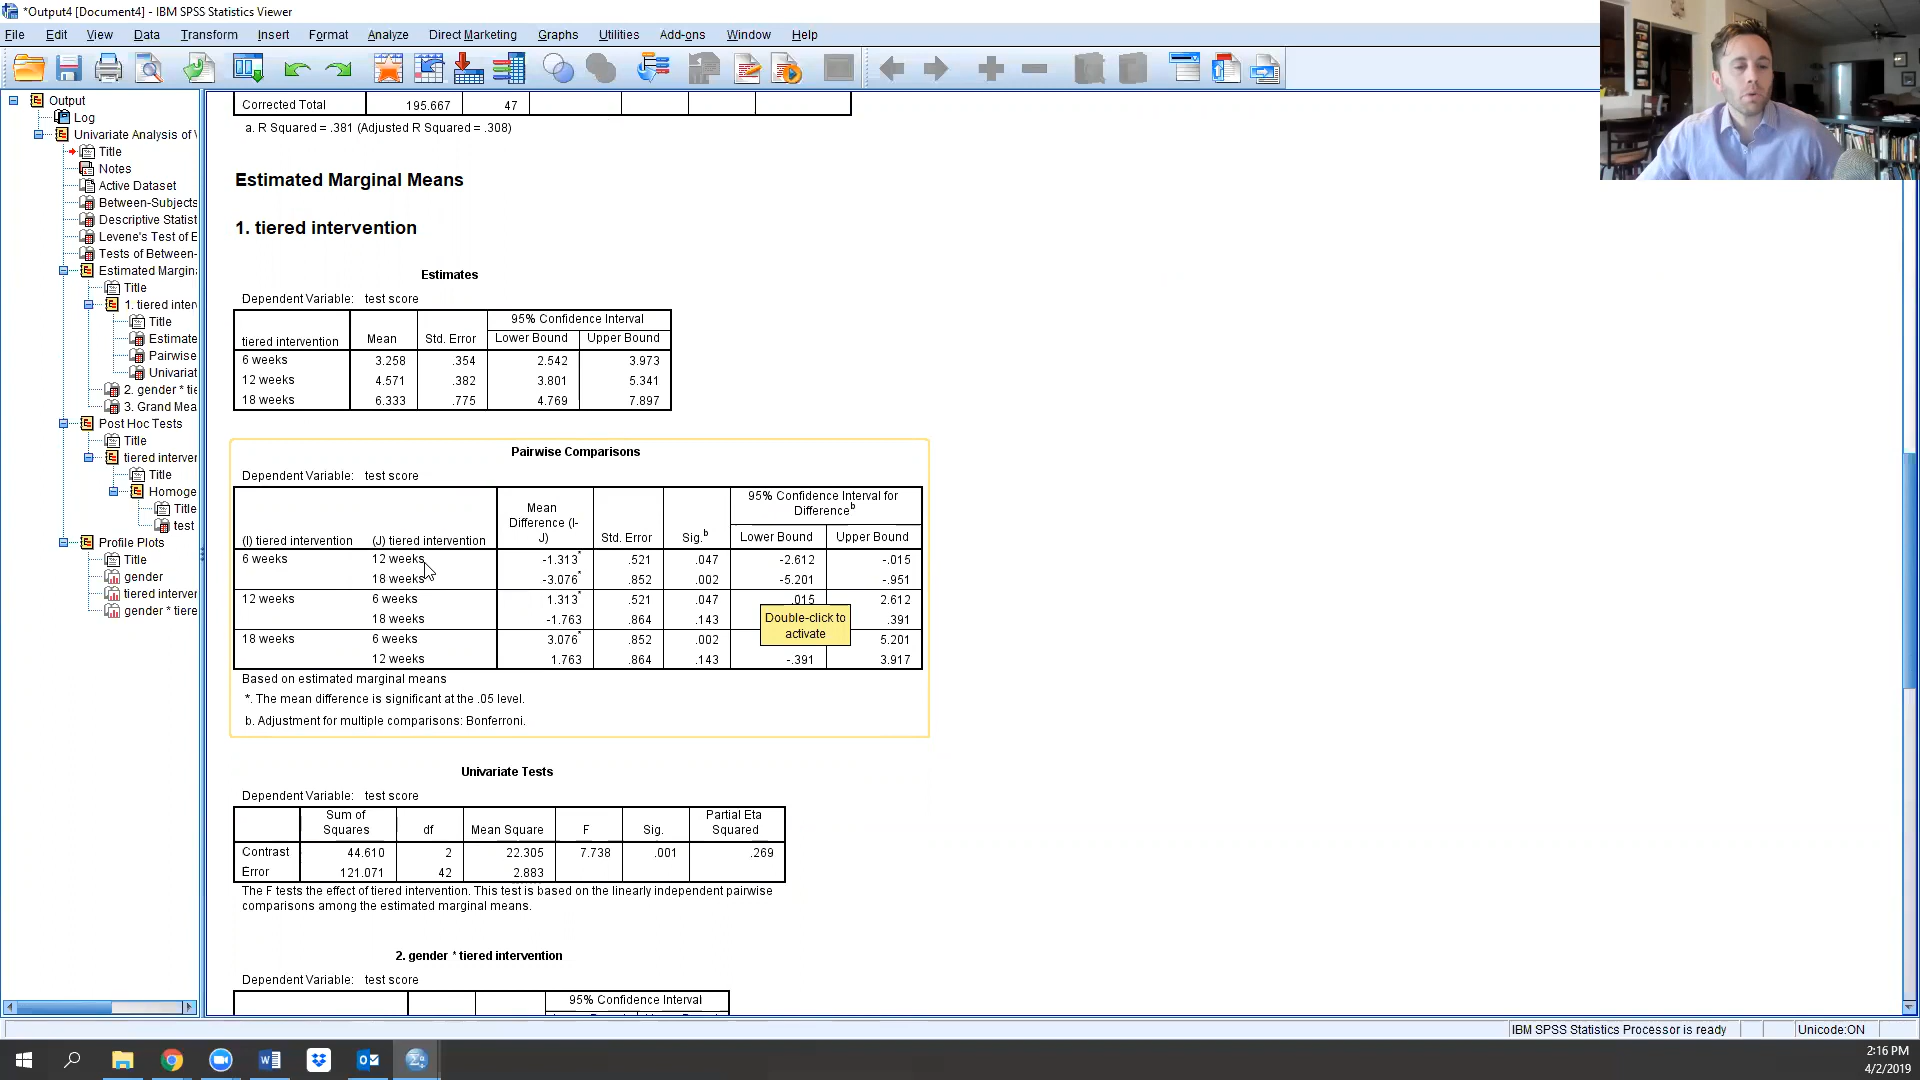 *Output4 [Document4] - IBM SPSS Statistics Viewer
File Edit View Data Transform Insert Format Analyze Direct Marketing Graphs Utilities Add-ons Window Help
Output
Log
Univariate Analysis of V
Title
Notes
Active Dataset
Between-Subjects
Descriptive Statist
Levene's Test of E
Tests of Between-
Estimated Margina
Title
1. tiered interv
Title
Estimate
Pairwise
Univariat
2. gender * tie
3. Grand Mea
Post Hoc Tests
Title
tiered interver
Title
Homoge
Title
test
Profile Plots
Title
gender
tiered interver
gender * tiere
Corrected Total 195.667 47
a. R Squared = .381 (Adjusted R Squared = .308)
Estimated Marginal Means
1. tiered intervention
Estimates
Dependent Variable: test score
95% Confidence Interval
tiered intervention Mean Std. Error Lower Bound Upper Bound
6 weeks 3.258 .354 2.542 3.973
12 weeks 4.571 .382 3.801 5.341
18 weeks 6.333 .775 4.769 7.897
Pairwise Comparisons
Dependent Variable: test score
95% Confidence Interval for
Differenceb
Mean
Difference (I-
(I) tiered intervention (J) tiered intervention J) Std. Error Sig.b Lower Bound Upper Bound
6 weeks 12 weeks -1.313* .521 .047 -2.612 -.015
18 weeks -3.076* .852 .002 -5.201 -.951
12 weeks 6 weeks 1.313* .521 .047 .015 2.612
18 weeks -1.763 .864 .143 .391
18 weeks 6 weeks 3.076* .852 .002 5.201
12 weeks 1.763 .864 .143 -.391 3.917
Double-click to
activate
Based on estimated marginal means
*. The mean difference is significant at the .05 level.
b. Adjustment for multiple comparisons: Bonferroni.
Univariate Tests
Dependent Variable: test score
Sum of
Squares df Mean Square F Sig. Partial Eta
Squared
Contrast 44.610 2 22.305 7.738 .001 .269
Error 121.071 42 2.883
The F tests the effect of tiered intervention. This test is based on the linearly independent pairwise
comparisons among the estimated marginal means.
2. gender * tiered intervention
Dependent Variable: test score
95% Confidence Interval
IBM SPSS Statistics Processor is ready Unicode:ON
2:16 PM
4/2/2019